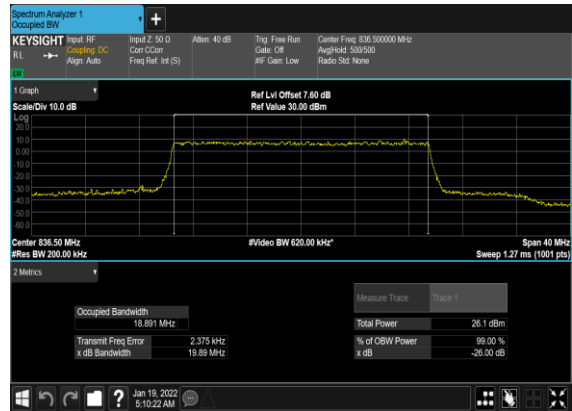 Spectrum Analyzer 1
Occupied BW
+
KEYSIGHT Input: RF Input Z: 50 Ω Atten: 40 dB Trig: Free Run Center Freq: 836.500000 MHz
RL Coupling: DC Corr CCorr Gate: Off Avg|Hold: 500/500
Align: Auto Freq Ref: Int (S) #IF Gain: Low Radio Std: None
1 Graph
Ref Lvl Offset 7.60 dB
Scale/Div 10.0 dB Ref Value 30.00 dBm
Log
20.0
10.0
0.00
-10.0
-20.0
-30.0
-40.0
-50.0
-60.0
Center 836.50 MHz #Video BW 620.00 kHz* Span 40 MHz
#Res BW 200.00 kHz Sweep 1.27 ms (1001 pts)
2 Metrics
Measure Trace Trace 1
Occupied Bandwidth
18.891 MHz Total Power 26.1 dBm
Transmit Freq Error 2.375 kHz % of OBW Power 99.00 %
x dB Bandwidth 19.89 MHz x dB -26.00 dB
? Jan 19, 2022
5:10:22 AM